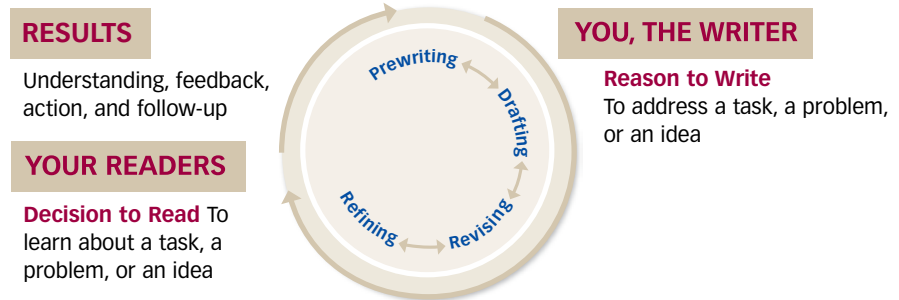 RESULTS
Understanding, feedback,
action, and follow-up
YOUR READERS
Decision to Read To
learn about a task, a
problem, or an idea
Prewriting
Drafting
Revising
Refining
YOU, THE WRITER
Reason to Write
To address a task, a problem,
or an idea